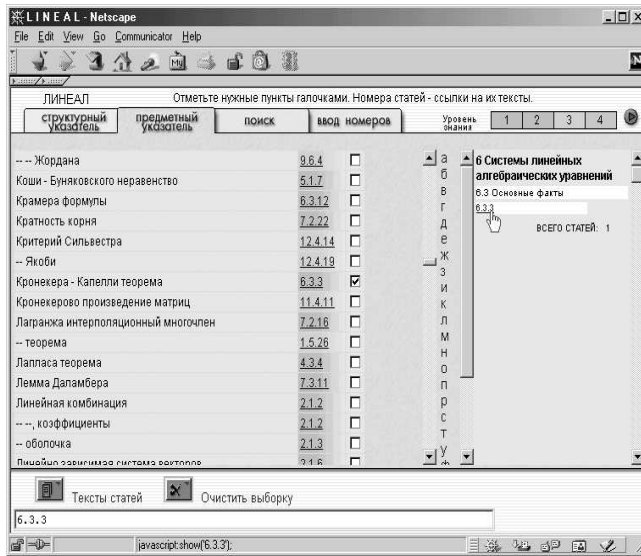 LINEAL - Netscape
File Edit View Go Communicator Help
ЛИНЕАЛ Отметьте нужные пункты галочками. Номера статей - ссылки на их тексты.
структурный указатель
предметный указатель
поиск
ввод номеров
Уровень знания 1 2 3 4
-- -- Жордана 9.6.4
Коши - Буняковского неравенство 5.1.7
Крамера формулы 6.3.12
Кратность корня 7.2.22
Критерий Сильвестра 12.4.14
-- Якоби 12.4.19
Кронекера - Капелли теорема 6.3.3
Кронекерово произведение матриц 11.4.11
Лагранжа интерполяционный многочлен 7.2.16
-- теорема 1.5.26
Лапласа теорема 4.3.4
Лемма Даламбера 7.3.11
Линейная комбинация 2.1.2
-- --, коэффициенты 2.1.2
-- оболочка 2.1.3
Линейно зависимая система векторов 2.1.6
а
б
в
г
д
е
ж
з
и
к
л
м
н
о
п
р
с
т
у
ф
6 Системы линейных
алгебраических уравнений
6.3 Основные факты
6.3.3
ВСЕГО СТАТЕЙ: 1
Тексты статей Очистить выборку
6.3.3
javascript:show('6.3.3');